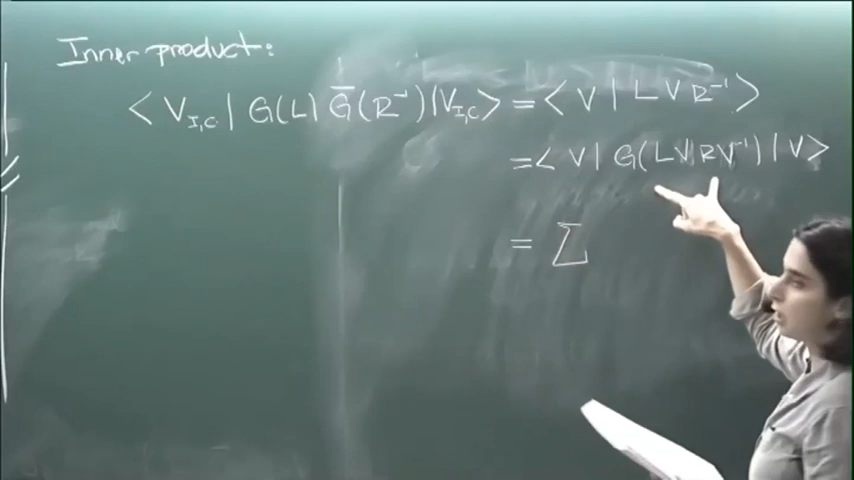 Inner product:
< V_{I,C} | G(L) G̅(R⁻¹) | V_{I,C} > = < V | L V R⁻¹ >
= < V | G(L V R V⁻¹) | V >
= Σ